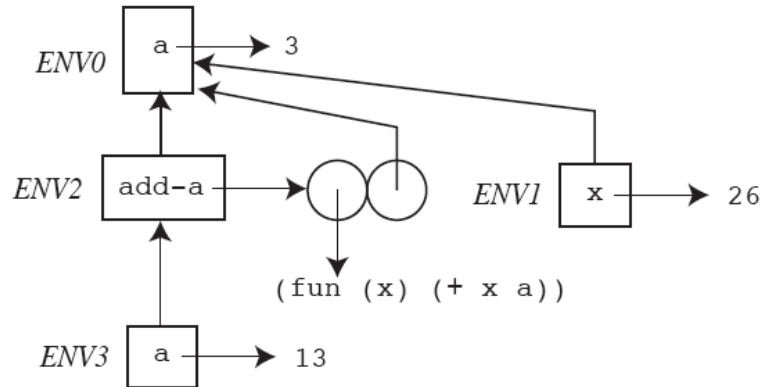 ENV0 a 3
ENV2 add-a ENV1 x 26
(fun (x) (+ x a))
ENV3 a 13